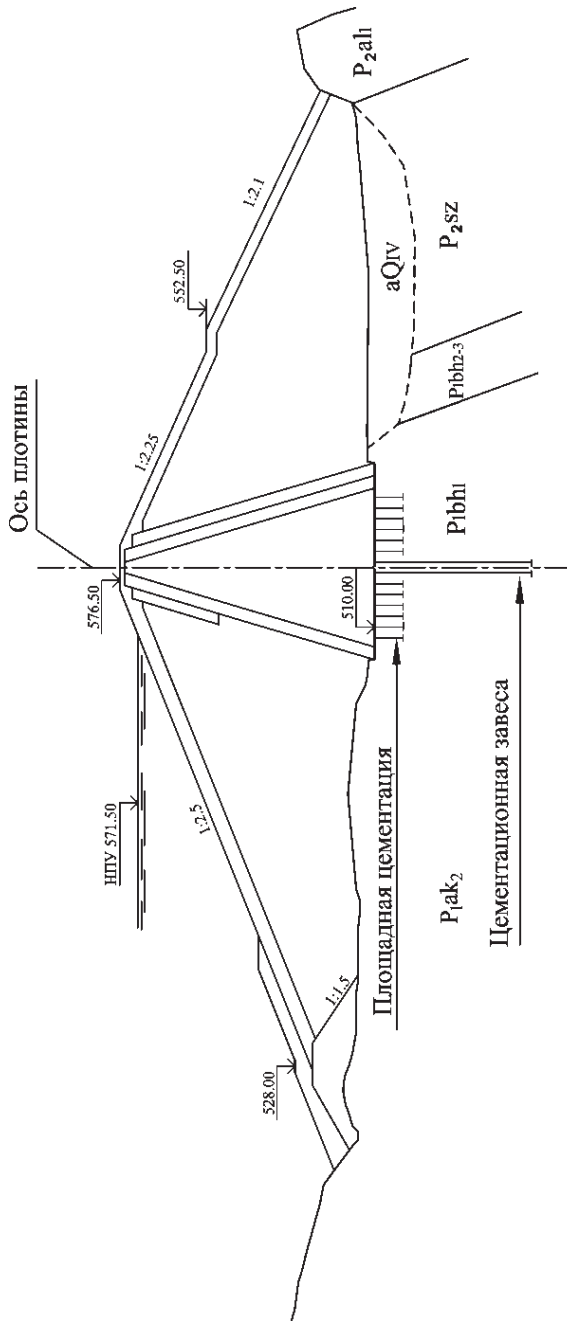 Ось плотины
576.50
НПУ 571.50
1:2.5
1:2.25
552.50
1:2.1
528.00
1:1.5
510.00
Площадная цементация
Цементационная завеса
P₁ak₂
P₁bh₁
P₁bh₂₋₃
aQIV
P₂sz
P₂al₁